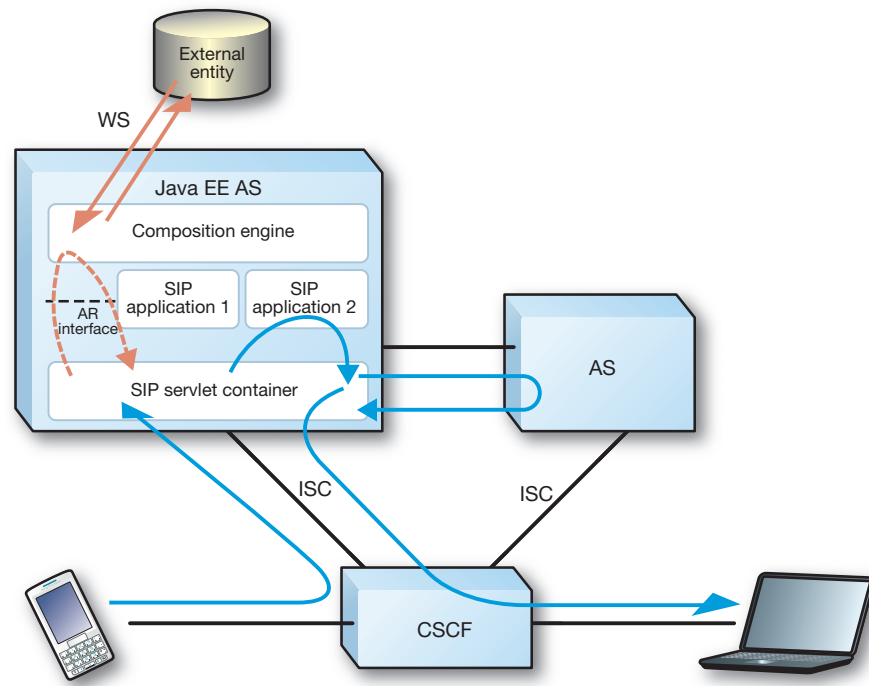 External
entity
WS
Java EE AS
Composition engine
SIP
application 1
SIP
application 2
AR
interface
SIP servlet container
AS
ISC
ISC
CSCF